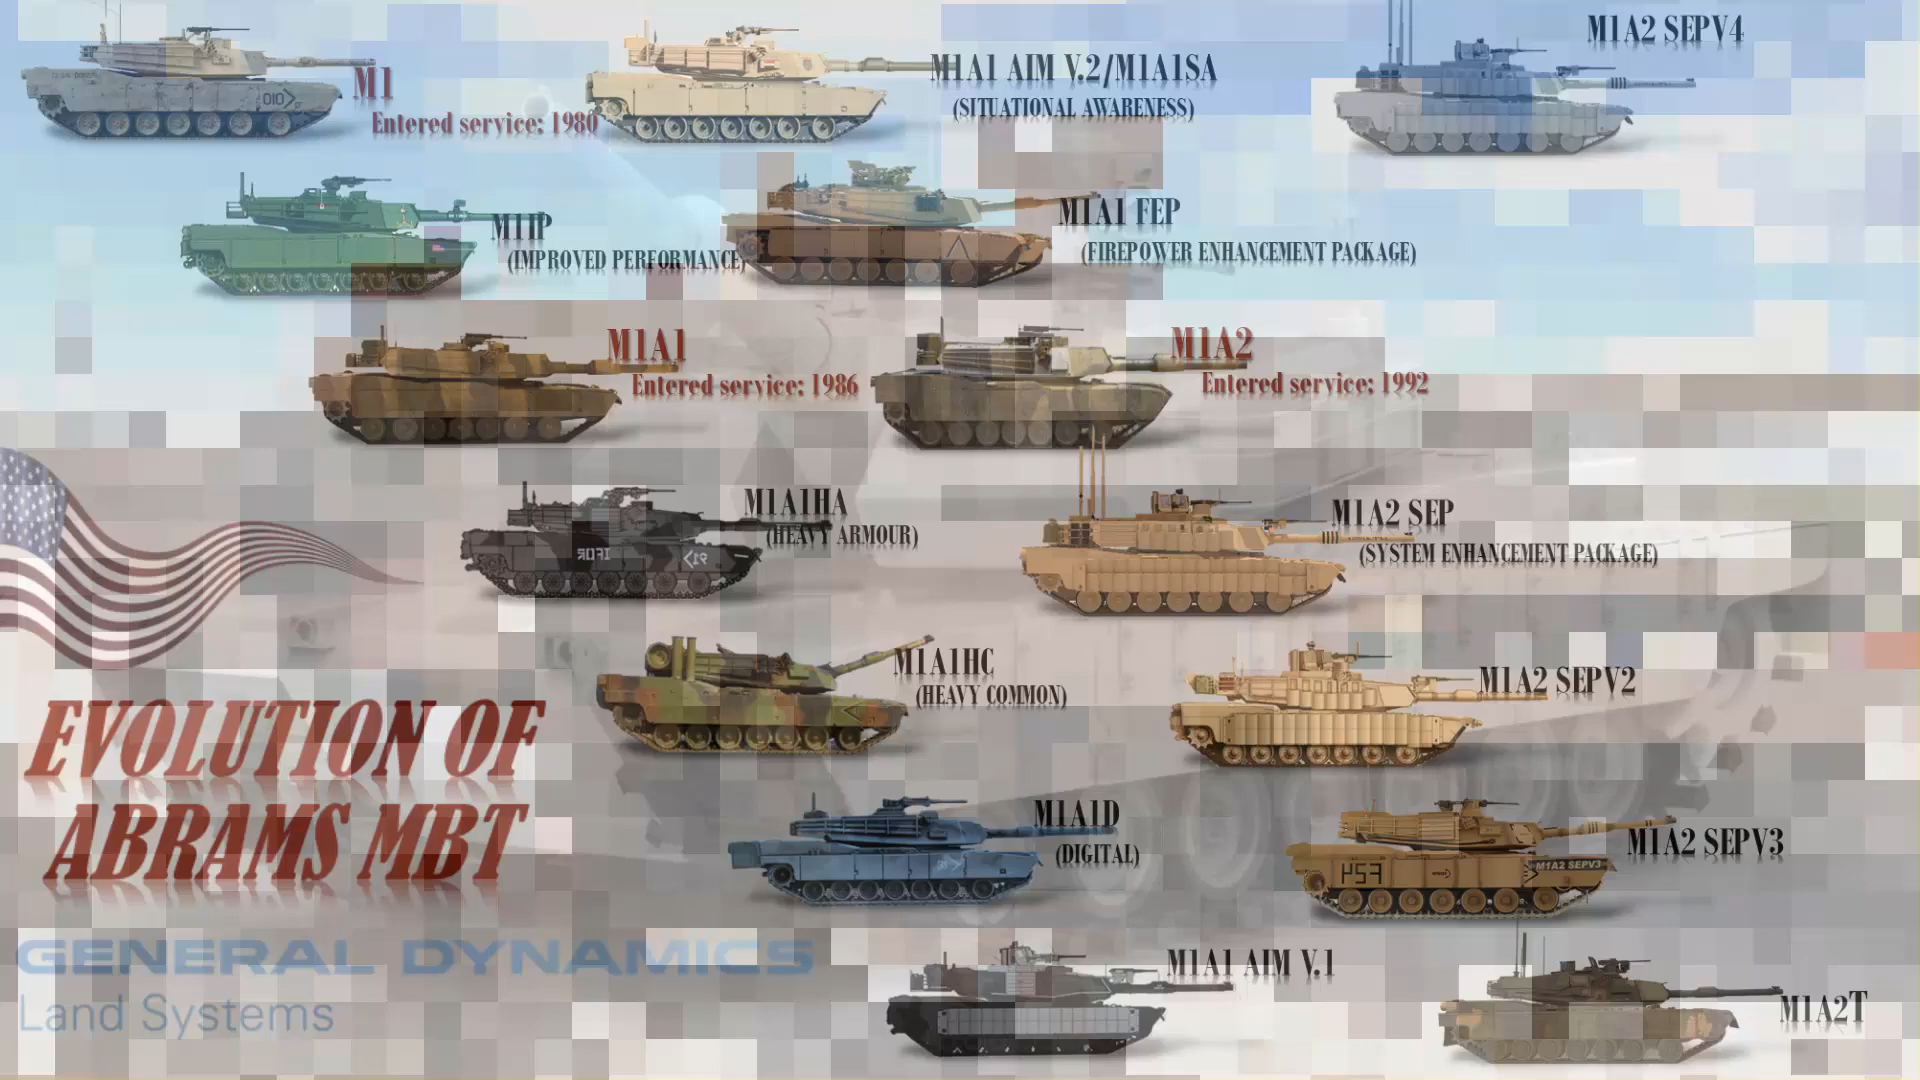 M1
Entered service: 1980
M1IP
(IMPROVED PERFORMANCE)
M1A1
Entered service: 1986
M1A1HA
(HEAVY ARMOUR)
M1A1HC
(HEAVY COMMON)
M1A1D
(DIGITAL)
M1A1 AIM V.1
M1A1 AIM V.2/M1A1SA
(SITUATIONAL AWARENESS)
M1A1 FEP
(FIREPOWER ENHANCEMENT PACKAGE)
M1A2
Entered service: 1992
M1A2 SEP
(SYSTEM ENHANCEMENT PACKAGE)
M1A2 SEPV2
M1A2 SEPV3
M1A2 SEPV3
M1A2T
M1A2 SEPV4
EVOLUTION OF
ABRAMS MBT
GENERAL DYNAMICS
Land Systems